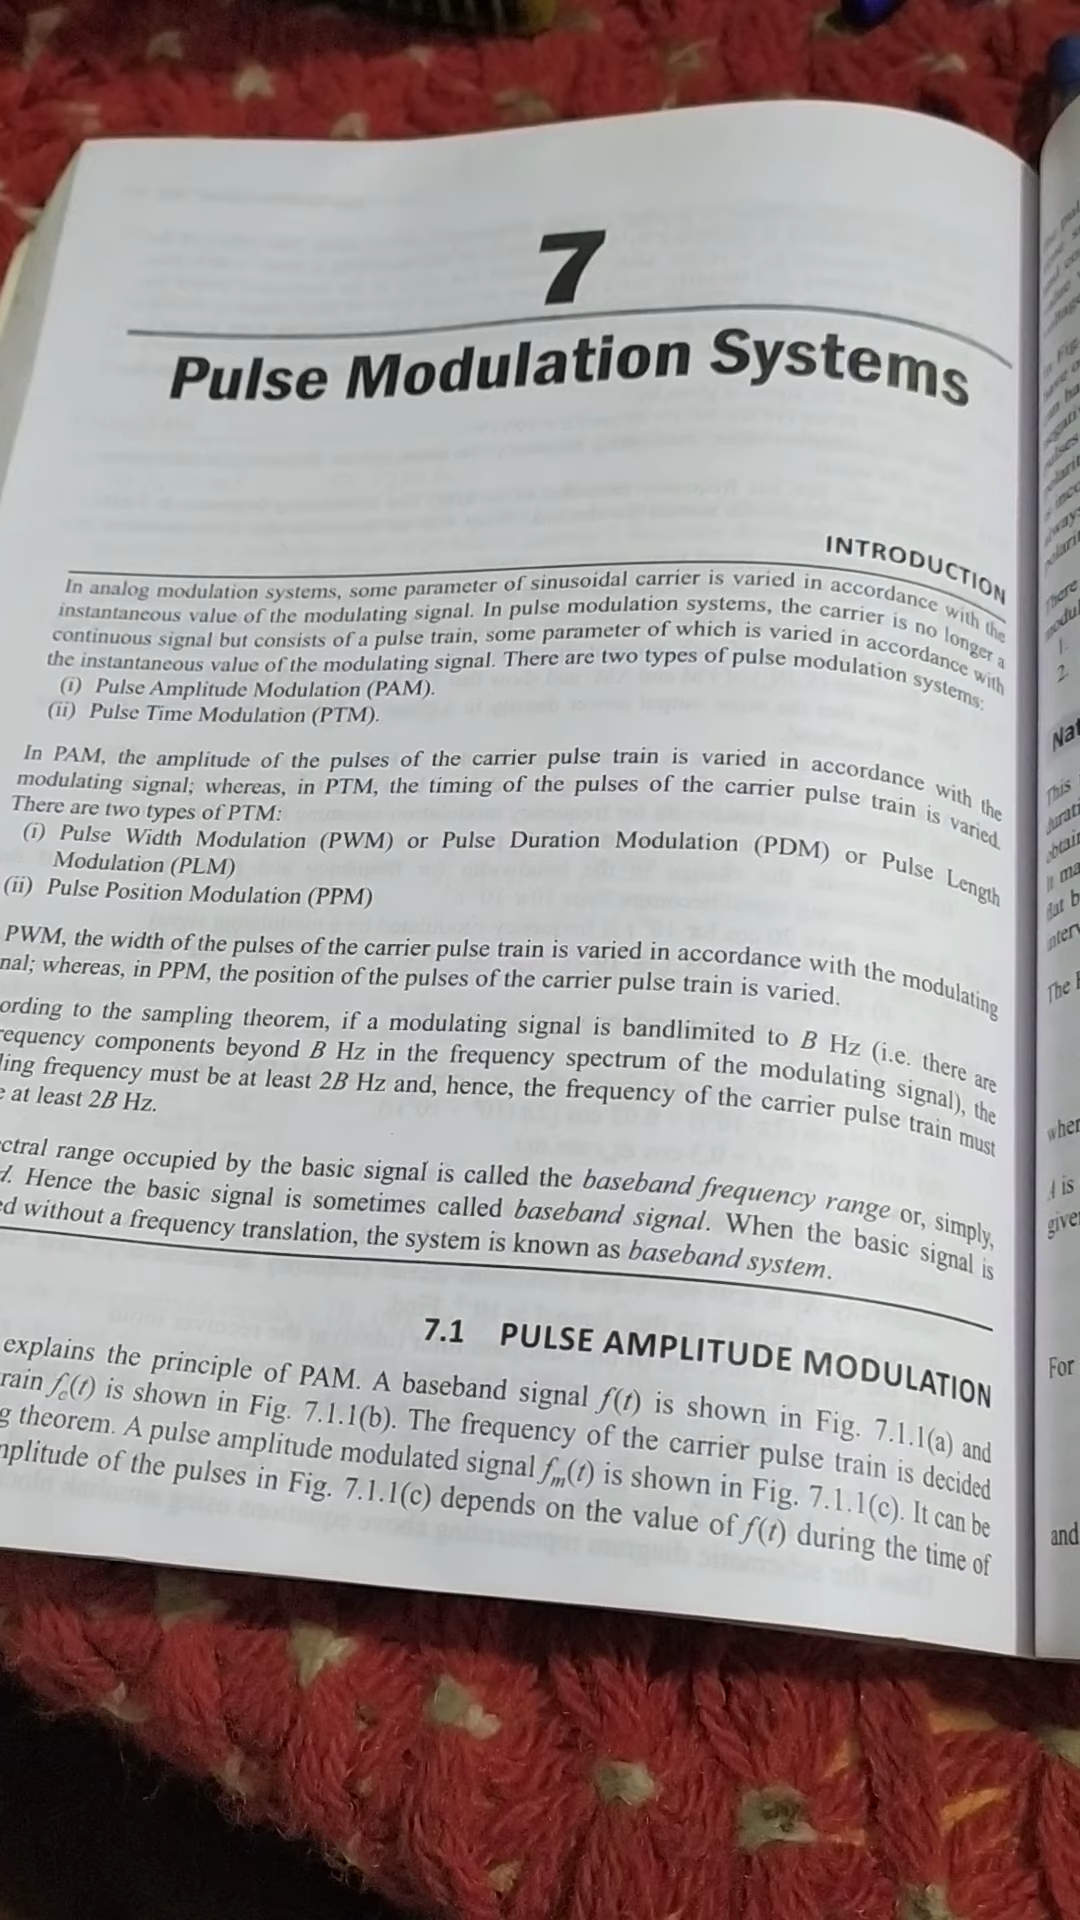 7
Pulse Modulation Systems
INTRODUCTION
In analog modulation systems, some parameter of sinusoidal carrier is varied in accordance with the
instantaneous value of the modulating signal. In pulse modulation systems, the carrier is no longer a
continuous signal but consists of a pulse train, some parameter of which is varied in accordance with
the instantaneous value of the modulating signal. There are two types of pulse modulation systems:
(i) Pulse Amplitude Modulation (PAM).
(ii) Pulse Time Modulation (PTM).
In PAM, the amplitude of the pulses of the carrier pulse train is varied in accordance with the
modulating signal; whereas, in PTM, the timing of the pulses of the carrier pulse train is varied.
There are two types of PTM:
(i) Pulse Width Modulation (PWM) or Pulse Duration Modulation (PDM) or Pulse Length
Modulation (PLM)
(ii) Pulse Position Modulation (PPM)
PWM, the width of the pulses of the carrier pulse train is varied in accordance with the modulating
nal; whereas, in PPM, the position of the pulses of the carrier pulse train is varied.
ording to the sampling theorem, if a modulating signal is bandlimited to B Hz (i.e. there are
requency components beyond B Hz in the frequency spectrum of the modulating signal), the
ling frequency must be at least 2B Hz and, hence, the frequency of the carrier pulse train must
at least 2B Hz.
ctral range occupied by the basic signal is called the baseband frequency range or, simply,
d. Hence the basic signal is sometimes called baseband signal. When the basic signal is
ed without a frequency translation, the system is known as baseband system.
7.1 PULSE AMPLITUDE MODULATION
explains the principle of PAM. A baseband signal f(t) is shown in Fig. 7.1.1(a) and
rain fc(t) is shown in Fig. 7.1.1(b). The frequency of the carrier pulse train is decided
g theorem. A pulse amplitude modulated signal fm(t) is shown in Fig. 7.1.1(c). It can be
mplitude of the pulses in Fig. 7.1.1(c) depends on the value of f(t) during the time of
There
1.
2.
Nat
This
The
wher
A is
given
For
and